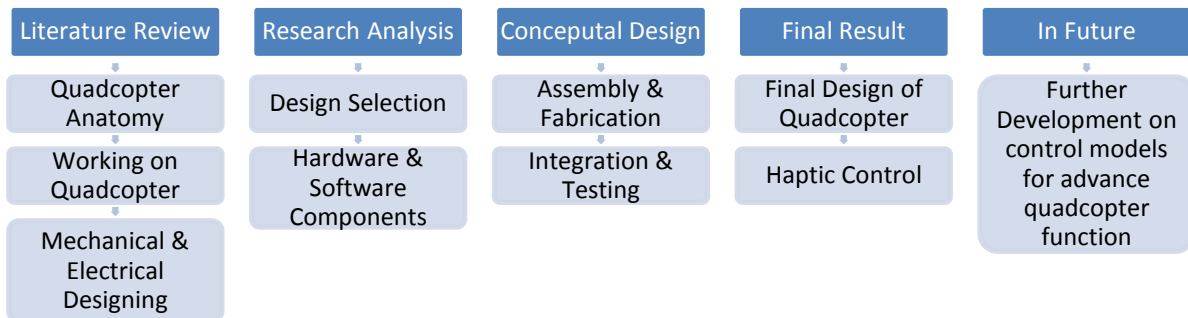 Literature Review
Quadcopter
Anatomy
Working on
Quadcopter
Mechanical &
Electrical
Designing
Research Analysis
Design Selection
Hardware &
Software
Components
Conceputal Design
Assembly &
Fabrication
Integration &
Testing
Final Result
Final Design of
Quadcopter
Haptic Control
In Future
Further
Development on
control models
for advance
quadcopter
function